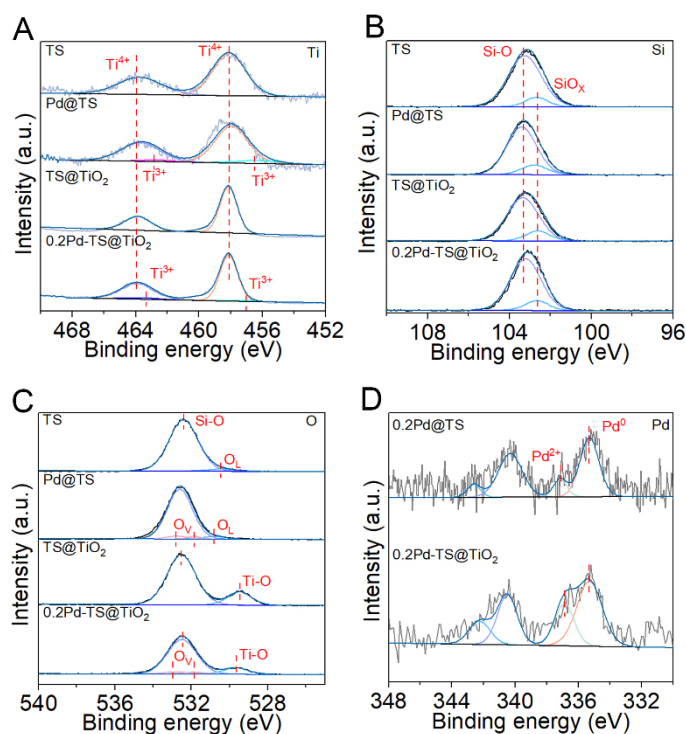 A
TS
Ti⁴⁺
Ti⁴⁺
Ti
Pd@TS
Ti³⁺
Ti³⁺
TS@TiO₂
0.2Pd-TS@TiO₂
Ti³⁺
Ti³⁺
Intensity (a.u.)
468 464 460 456 452
Binding energy (eV)
B
TS
Si-O
Si
SiOₓ
Pd@TS
TS@TiO₂
0.2Pd-TS@TiO₂
Intensity (a.u.)
108 104 100 96
Binding energy (eV)
C
TS
Si-O
O
O_L
Pd@TS
O_V
O_L
TS@TiO₂
Ti-O
0.2Pd-TS@TiO₂
O_V
Ti-O
Intensity (a.u.)
540 536 532 528
Binding energy (eV)
D
0.2Pd@TS
Pd
Pd⁰
Pd²⁺
0.2Pd-TS@TiO₂
Intensity (a.u.)
348 344 340 336 332
Binding energy (eV)